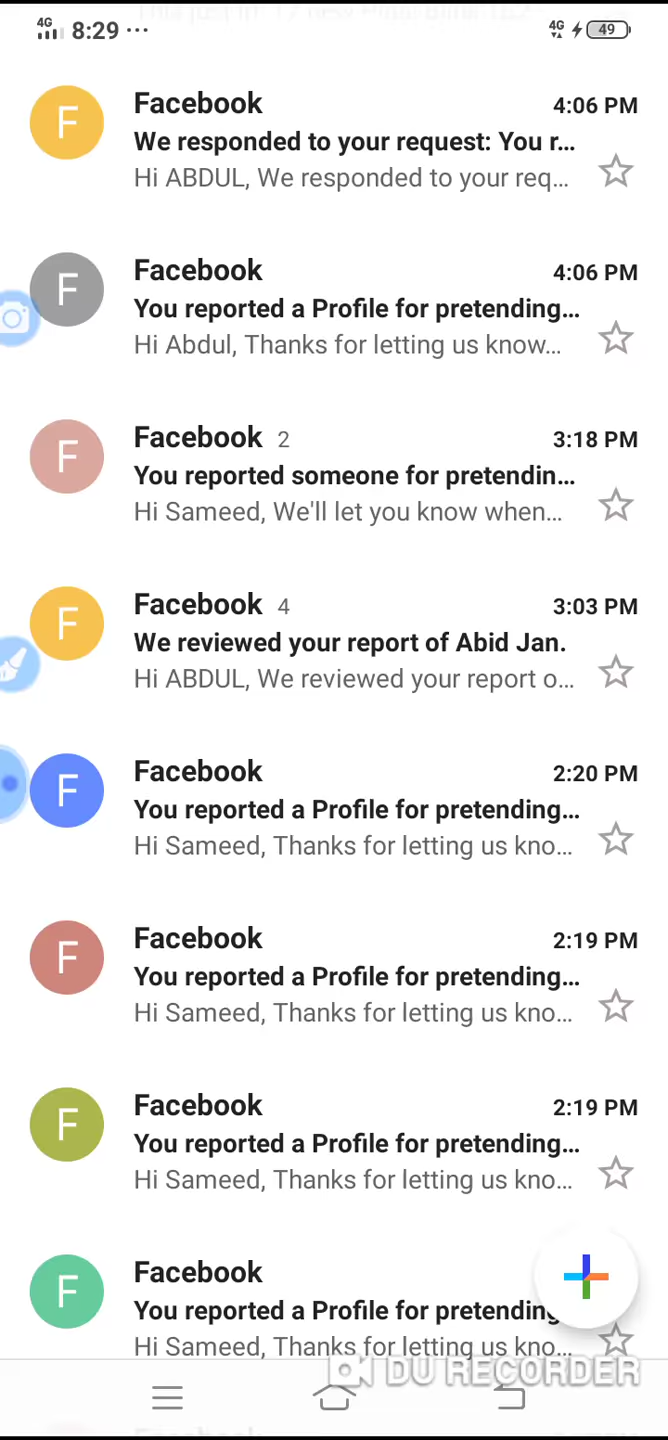 4G 8:29 ... 4G 49
F Facebook 4:06 PM
We responded to your request: You r...
Hi ABDUL, We responded to your req...
F Facebook 4:06 PM
You reported a Profile for pretending...
Hi Abdul, Thanks for letting us know...
F Facebook 2 3:18 PM
You reported someone for pretendin...
Hi Sameed, We'll let you know when...
F Facebook 4 3:03 PM
We reviewed your report of Abid Jan.
Hi ABDUL, We reviewed your report o...
F Facebook 2:20 PM
You reported a Profile for pretending...
Hi Sameed, Thanks for letting us kno...
F Facebook 2:19 PM
You reported a Profile for pretending...
Hi Sameed, Thanks for letting us kno...
F Facebook 2:19 PM
You reported a Profile for pretending...
Hi Sameed, Thanks for letting us kno...
F Facebook
You reported a Profile for pretending
Hi Sameed, Thanks for letting us kno...
DU RECORDER